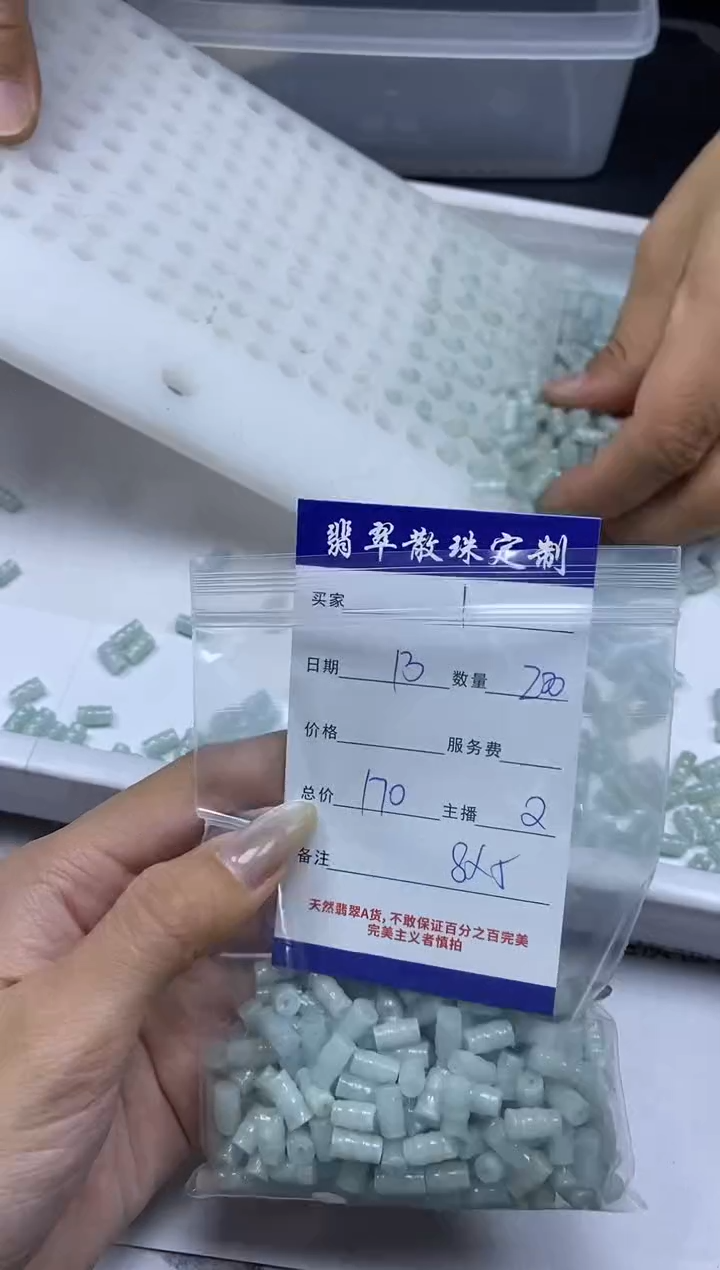 翡翠散珠定制
买家 1
日期 13 数量 200
价格 服务费
总价 170 主播 2
备注 8x5
天然翡翠A货，不敢保证百分之百完美
完美主义者慎拍